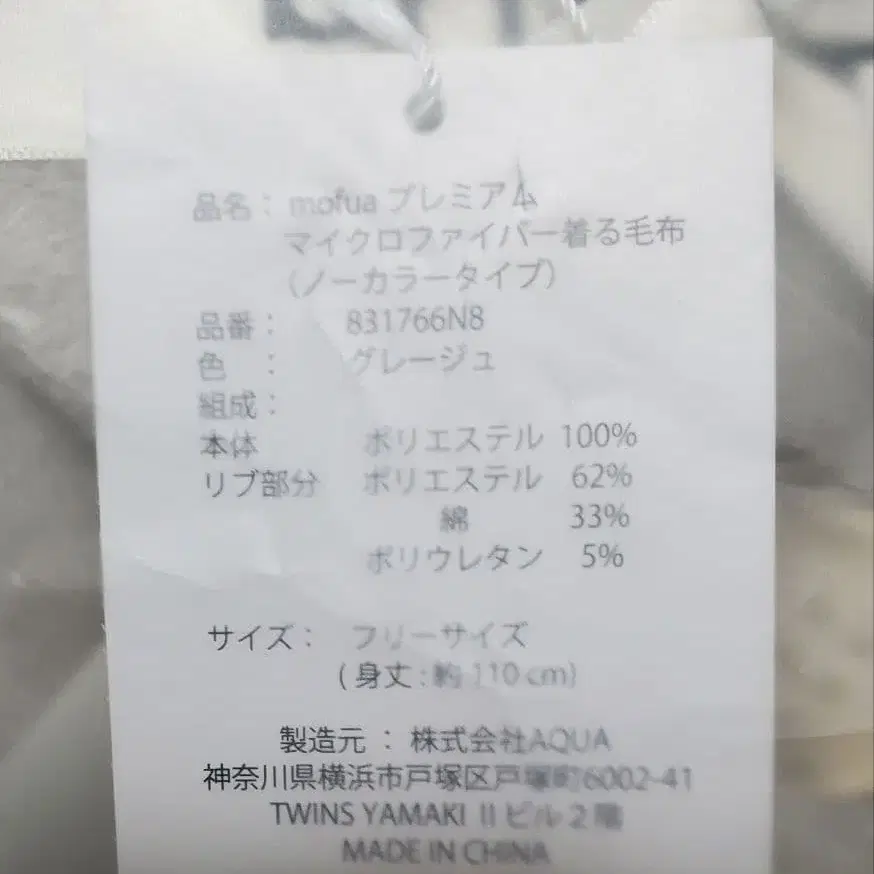 品名： mofua プレミアム
マイクロファイバー着る毛布
（ノーカラータイプ）
品番： 831766N8
色 ： グレージュ
組成：
本体 ポリエステル 100%
リブ部分 ポリエステル 62%
綿 33%
ポリウレタン 5%
サイズ： フリーサイズ
(身丈:約110cm)
製造元 ： 株式会社AQUA
神奈川県横浜市戸塚区戸塚町6002-41
TWINS YAMAKI Ⅱビル2階
MADE IN CHINA